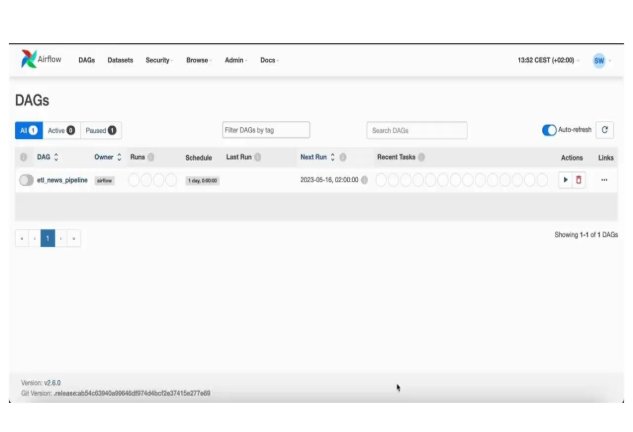 Airflow DAGs Datasets Security Browse Admin Docs 13:52 CEST (+02:00) SW
DAGs
All 1 Active 0 Paused 1 Filter DAGs by tag Search DAGs Auto-refresh
DAG Owner Runs Schedule Last Run Next Run Recent Tasks Actions Links
etl_news_pipeline airflow 1 day, 0:00:00 2023-05-16, 02:00:00
« ‹ 1 › » Showing 1-1 of 1 DAGs
Version: v2.6.0
Git Version: .release: